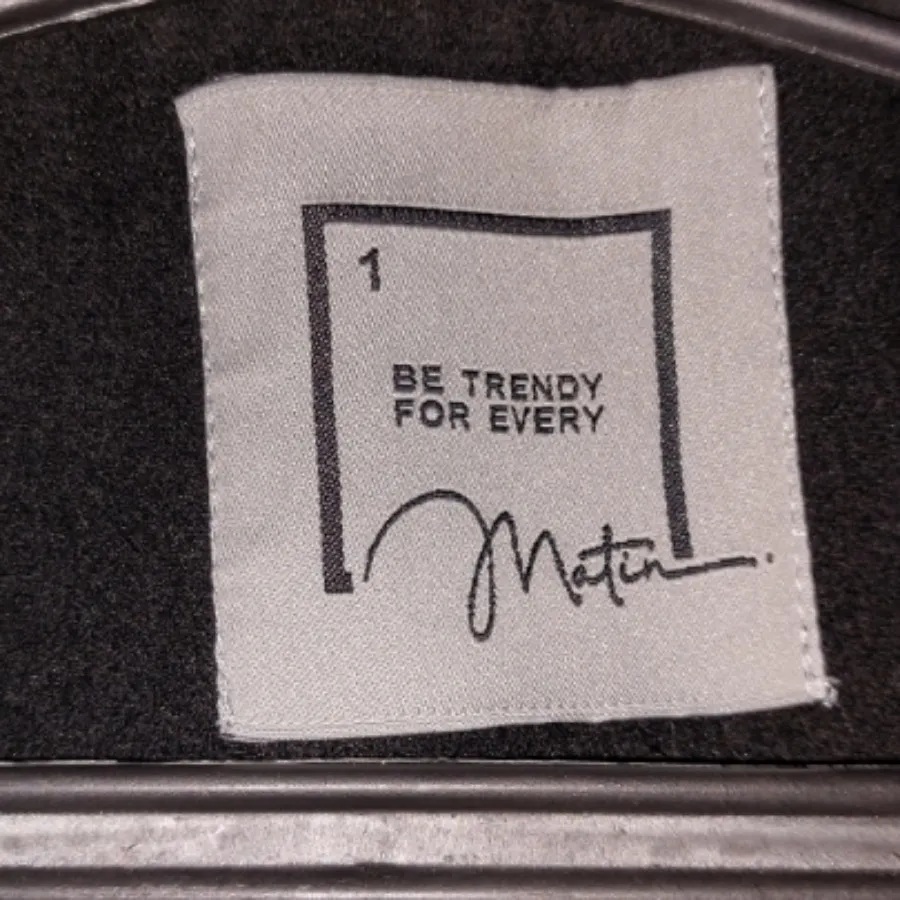 1
BE TRENDY
FOR EVERY
Matin.